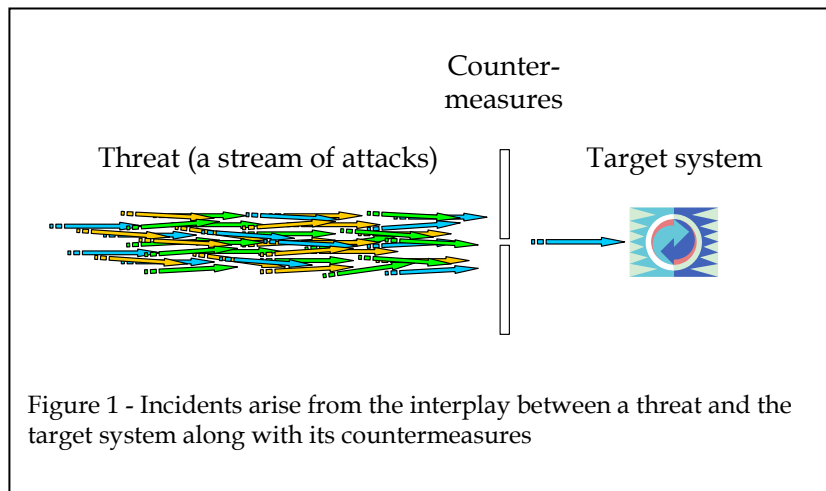 Counter-
measures
Threat (a stream of attacks)
Target system
Figure 1 - Incidents arise from the interplay between a threat and the
target system along with its countermeasures